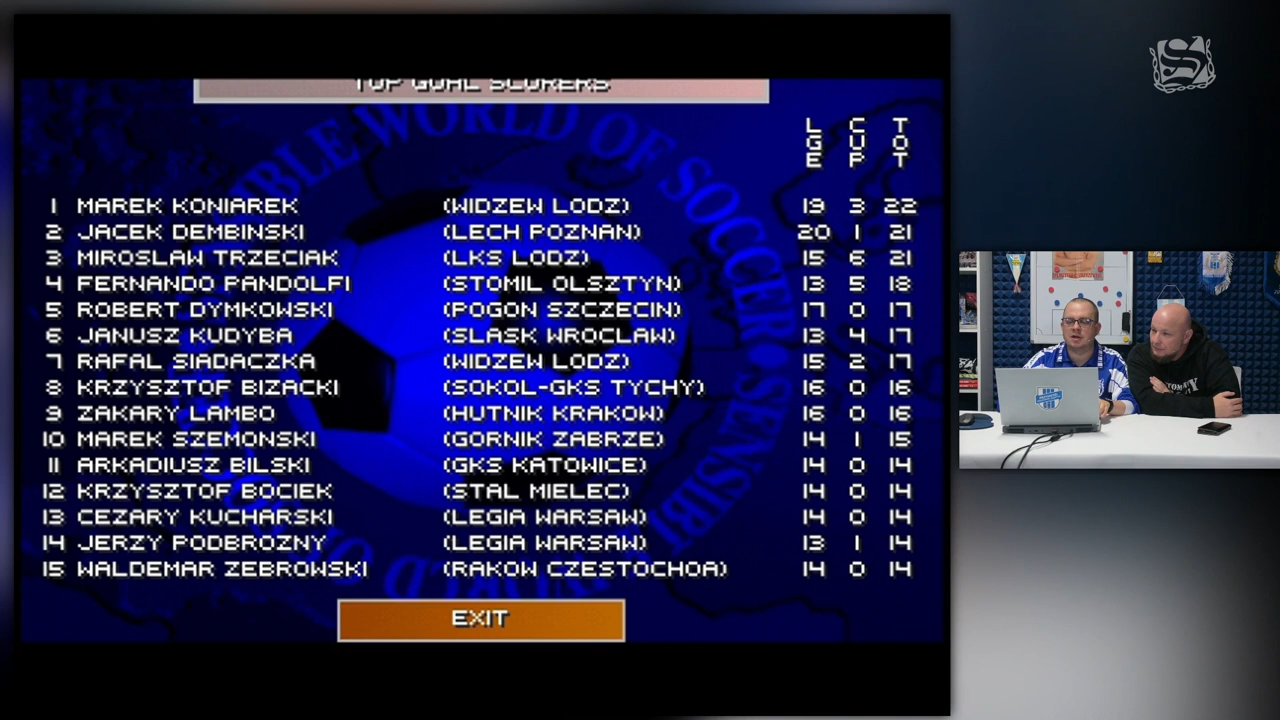 TOP GOAL SCORERS
LGE CUP TOT
1 MAREK KONIAREK (WIDZEW LODZ) 19 3 22
2 JACEK DEMBINSKI (LECH POZNAN) 20 1 21
3 MIROSLAW TRZECIAK (LKS LODZ) 15 6 21
4 FERNANDO PANDOLFI (STOMIL OLSZTYN) 13 5 18
5 ROBERT DYMKOWSKI (POGON SZCZECIN) 17 0 17
6 JANUSZ KUDYBA (SLASK WROCLAW) 13 4 17
7 RAFAL SIADACZKA (WIDZEW LODZ) 15 2 17
8 KRZYSZTOF BIZACKI (SOKOL-GKS TYCHY) 16 0 16
9 ZAKARY LAMBO (HUTNIK KRAKOW) 16 0 16
10 MAREK SZEMONSKI (GORNIK ZABRZE) 14 1 15
11 ARKADIUSZ BILSKI (GKS KATOWICE) 14 0 14
12 KRZYSZTOF BOCIEK (STAL MIELEC) 14 0 14
13 CEZARY KUCHARSKI (LEGIA WARSAW) 14 0 14
14 JERZY PODBROZNY (LEGIA WARSAW) 13 1 14
15 WALDEMAR ZEBROWSKI (RAKOW CZESTOCHOA) 14 0 14
EXIT